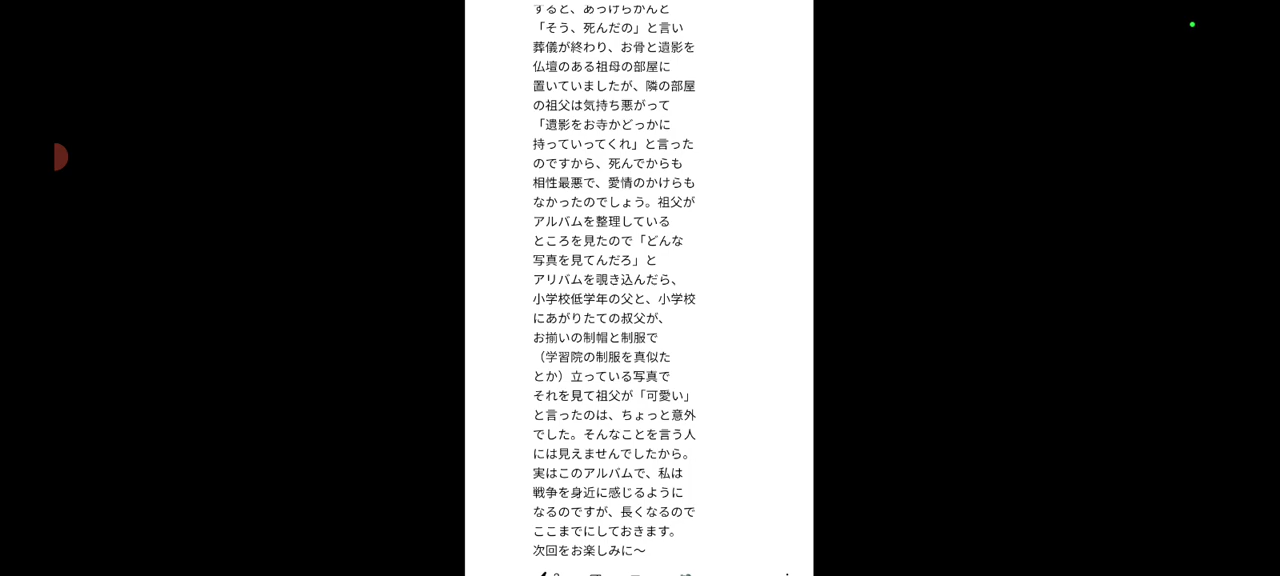 すると、あっけらかんと
「そう、死んだの」と言い
葬儀が終わり、お骨と遺影を
仏壇のある祖母の部屋に
置いていましたが、隣の部屋
の祖父は気持ち悪がって
「遺影をお寺かどっかに
持っていってくれ」と言った
のですから、死んでからも
相性最悪で、愛情のかけらも
なかったのでしょう。祖父が
アルバムを整理している
ところを見たので「どんな
写真を見てんだろ」と
アリバムを覗き込んだら、
小学校低学年の父と、小学校
にあがりたての叔父が、
お揃いの制帽と制服で
（学習院の制服を真似た
とか）立っている写真で
それを見て祖父が「可愛い」
と言ったのは、ちょっと意外
でした。そんなことを言う人
には見えませんでしたから。
実はこのアルバムで、私は
戦争を身近に感じるように
なるのですが、長くなるので
ここまでにしておきます。
次回をお楽しみに〜